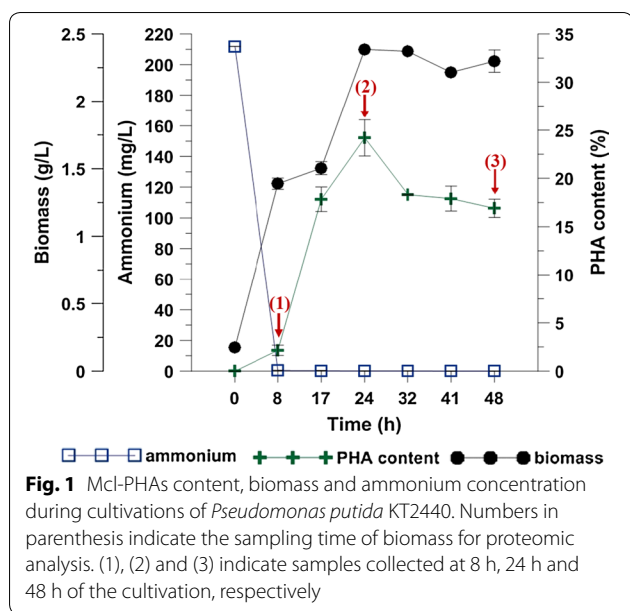 2.5
2
1.5
1
0.5
0
Biomass (g/L)
220
200
180
160
140
120
100
80
60
40
20
0
Ammonium (mg/L)
(1)
(2)
(3)
35
30
25
20
15
10
5
0
PHA content (%)
0 8 17 24 32 41 48
Time (h)
ammonium PHA content biomass
Fig. 1 Mcl-PHAs content, biomass and ammonium concentration
during cultivations of Pseudomonas putida KT2440. Numbers in
parenthesis indicate the sampling time of biomass for proteomic
analysis. (1), (2) and (3) indicate samples collected at 8 h, 24 h and
48 h of the cultivation, respectively